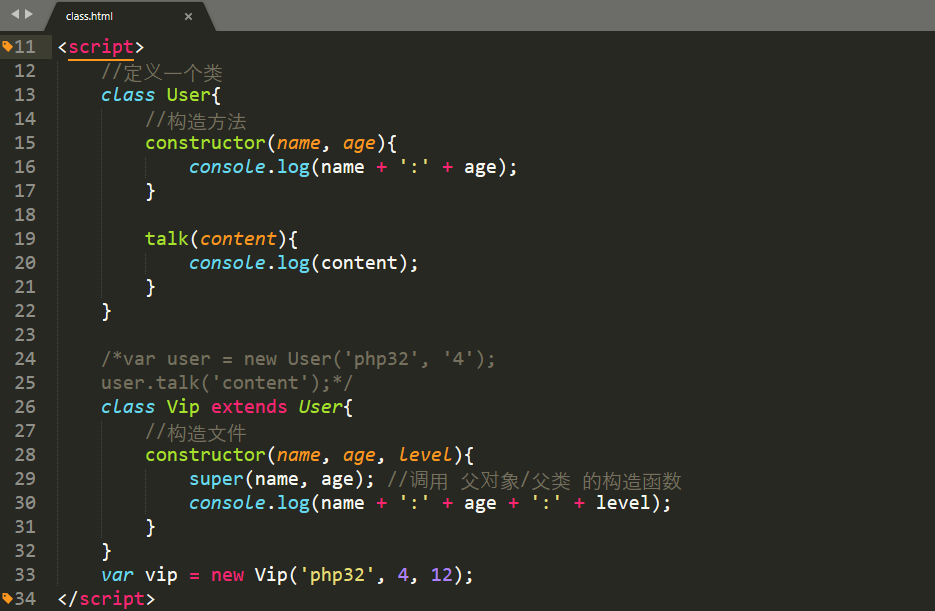 class.html ×
11 <script>
12 //定义一个类
13 class User{
14 //构造方法
15 constructor(name, age){
16 console.log(name + ':' + age);
17 }
18
19 talk(content){
20 console.log(content);
21 }
22 }
23
24 /*var user = new User('php32', '4');
25 user.talk('content');*/
26 class Vip extends User{
27 //构造文件
28 constructor(name, age, level){
29 super(name, age); //调用 父对象/父类 的构造函数
30 console.log(name + ':' + age + ':' + level);
31 }
32 }
33 var vip = new Vip('php32', 4, 12);
34 </script>